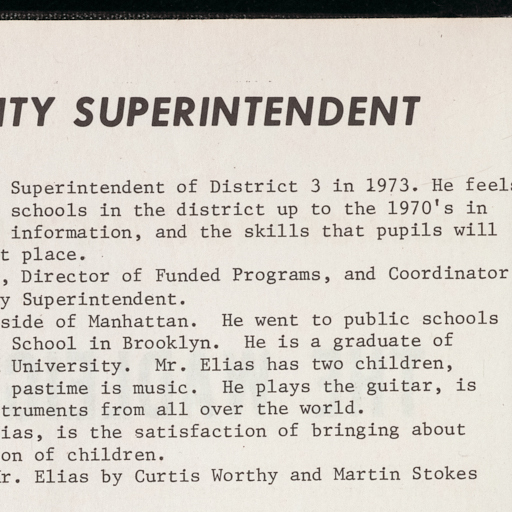 ITY SUPERINTENDENT
Superintendent of District 3 in 1973. He feels
schools in the district up to the 1970's in
information, and the skills that pupils will
t place.
, Director of Funded Programs, and Coordinator
y Superintendent.
side of Manhattan. He went to public schools
School in Brooklyn. He is a graduate of
University. Mr. Elias has two children,
pastime is music. He plays the guitar, is
truments from all over the world.
ias, is the satisfaction of bringing about
on of children.
Mr. Elias by Curtis Worthy and Martin Stokes